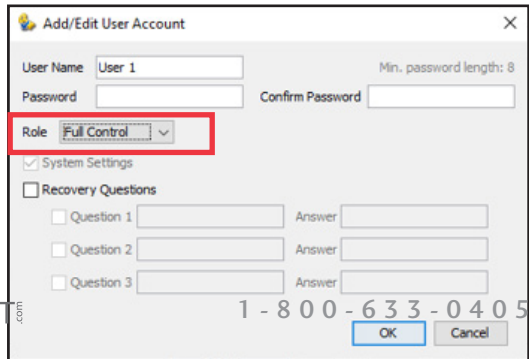 Add/Edit User Account
User Name User 1 Min. password length: 8
Password Confirm Password
Role Full Control
System Settings
Recovery Questions
Question 1 Answer
Question 2 Answer
Question 3 Answer
T.com 1-800-633-0405
OK Cancel